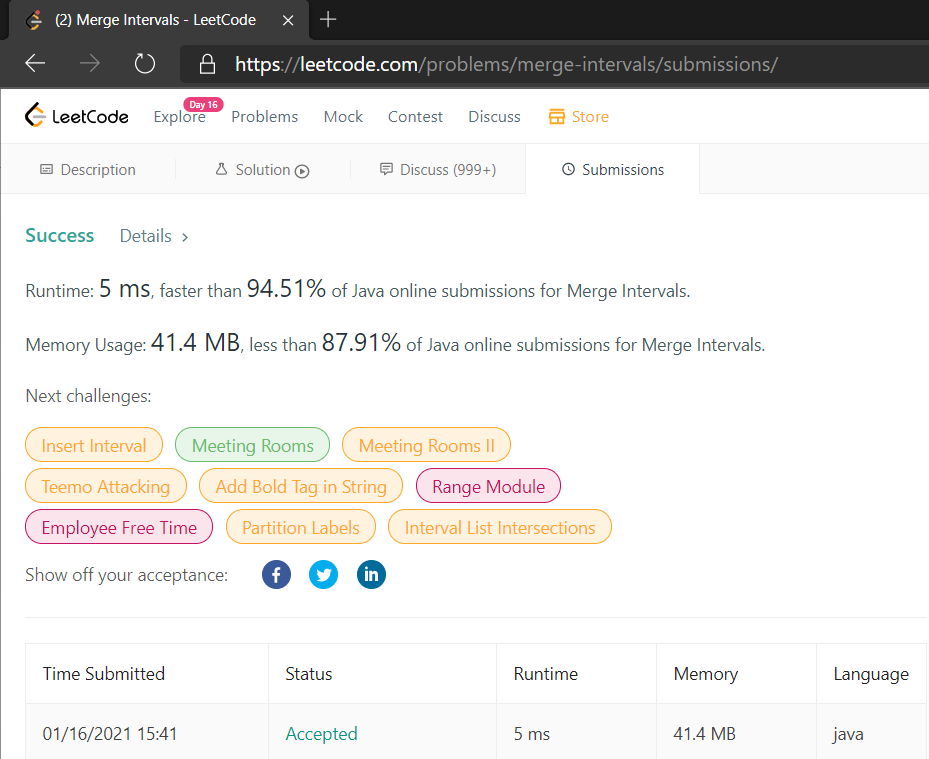 (2) Merge Intervals - LeetCode
https://leetcode.com/problems/merge-intervals/submissions/
LeetCode Explore Day 16 Problems Mock Contest Discuss Store
Description Solution Discuss (999+) Submissions
Success Details >
Runtime: 5 ms, faster than 94.51% of Java online submissions for Merge Intervals.
Memory Usage: 41.4 MB, less than 87.91% of Java online submissions for Merge Intervals.
Next challenges:
Insert Interval Meeting Rooms Meeting Rooms II
Teemo Attacking Add Bold Tag in String Range Module
Employee Free Time Partition Labels Interval List Intersections
Show off your acceptance: f in
Time Submitted Status Runtime Memory Language
01/16/2021 15:41 Accepted 5 ms 41.4 MB java